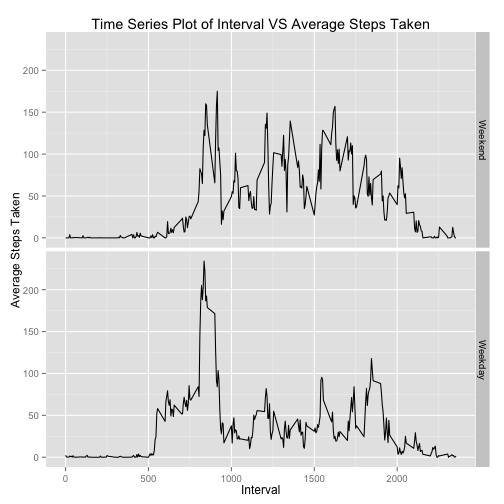 Time Series Plot of Interval VS Average Steps Taken
Average Steps Taken
200
150
100
50
0
Weekend
200
150
100
50
0
Weekday
0 500 1000 1500 2000
Interval